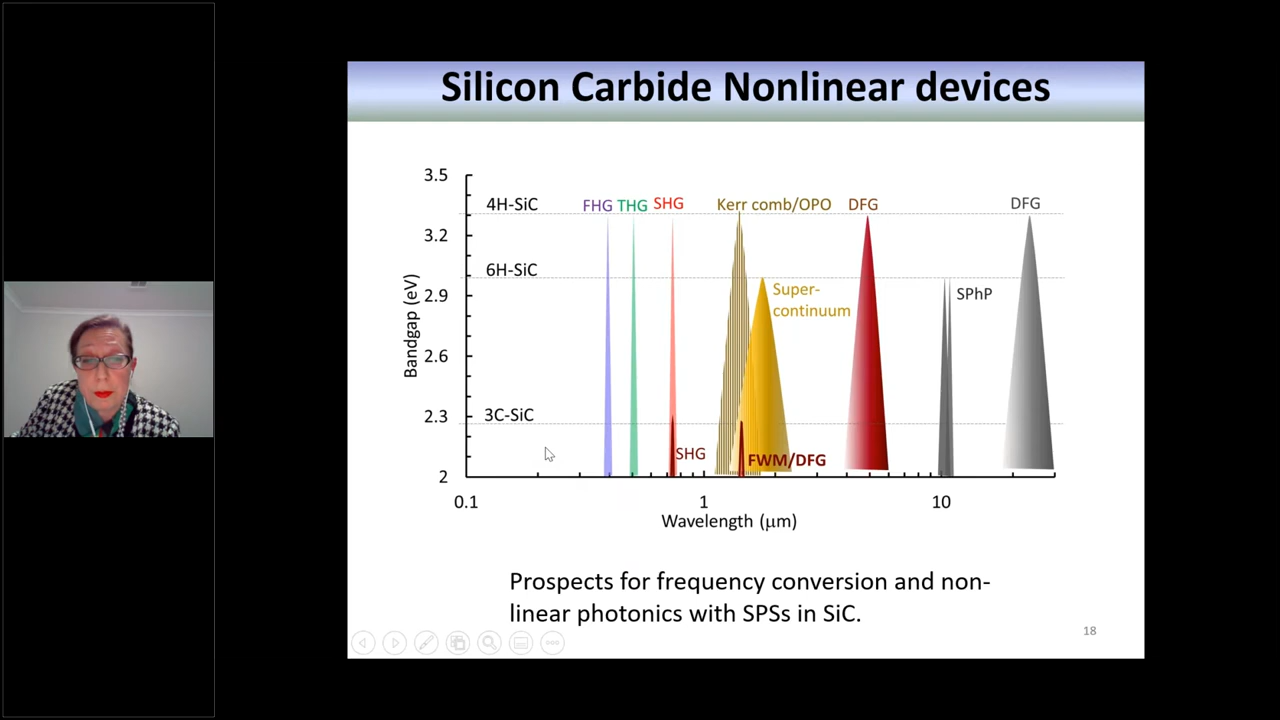 Silicon Carbide Nonlinear devices
3.5
4H-SiC
FHG THG SHG
Kerr comb/OPO
DFG
DFG
3.2
6H-SiC
2.9
Super-
continuum
SPhP
Bandgap (eV)
2.6
2.3
3C-SiC
SHG
FWM/DFG
2
0.1
1
10
Wavelength (μm)
Prospects for frequency conversion and non-
linear photonics with SPSs in SiC.
18